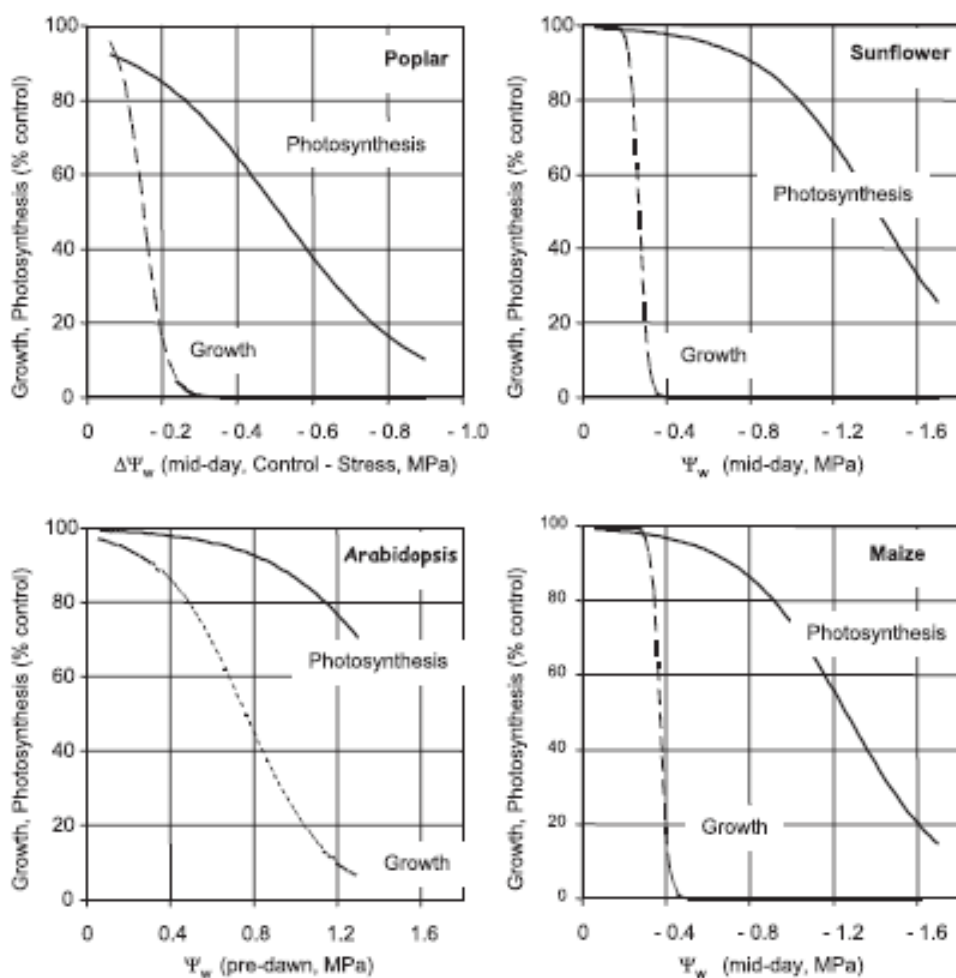 Growth, Photosynthesis (% control)
100
80
60
40
20
0
Poplar
Photosynthesis
Growth
0 - 0.2 - 0.4 - 0.6 - 0.8 - 1.0
ΔΨw (mid-day, Control - Stress, MPa)
Growth, Photosynthesis (% control)
100
80
60
40
20
0
Sunflower
Photosynthesis
Growth
0 - 0.4 - 0.8 - 1.2 - 1.6
Ψw (mid-day, MPa)
Growth, Photosynthesis (% control)
100
80
60
40
20
0
Arabidopsis
Photosynthesis
Growth
0 0.4 0.8 1.2 1.6
Ψw (pre-dawn, MPa)
Growth, Photosynthesis (% control)
100
80
60
40
20
0
Maize
Photosynthesis
Growth
0 - 0.4 - 0.8 - 1.2 - 1.6
Ψw (mid-day, MPa)